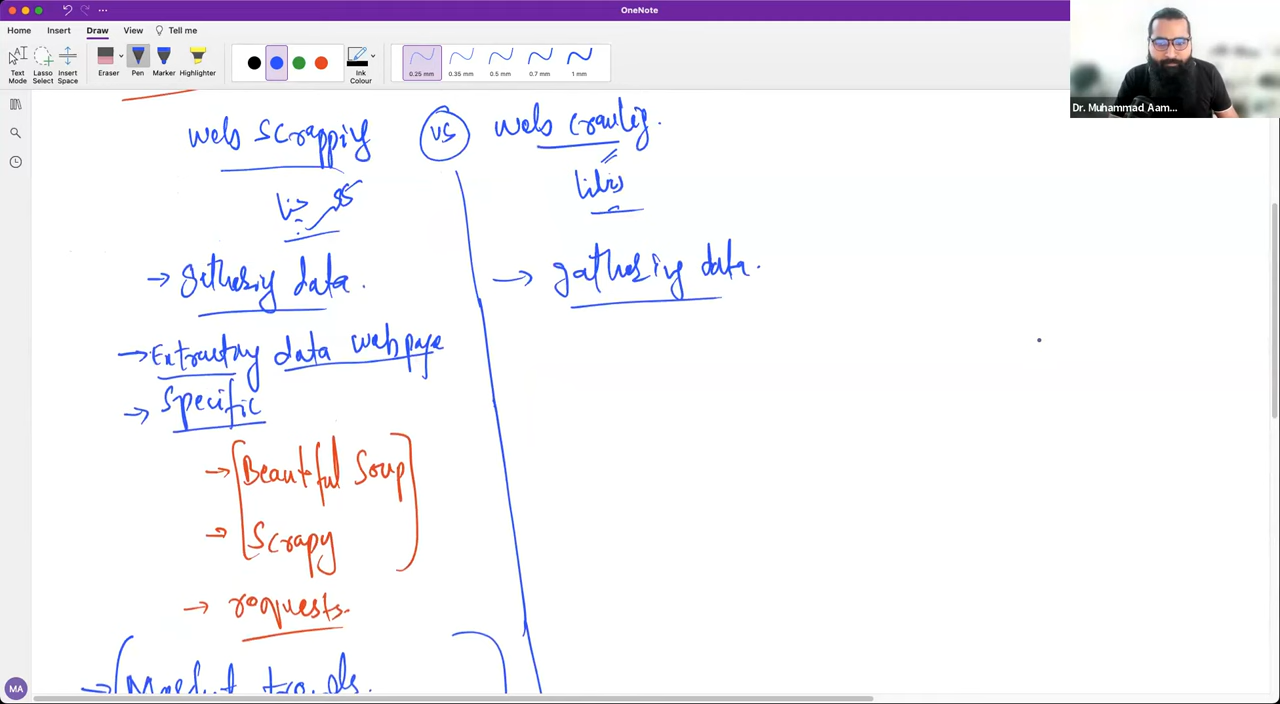 OneNote
Home Insert Draw View Tell me
Text Mode Lasso Select Insert Space Eraser Pen Marker Highlighter Ink Colour 0.25 mm 0.35 mm 0.5 mm 0.7 mm 1 mm
Dr. Muhammad Aam...
web scrapping vs web crawlig.
→ gathering data.
→ Extracting data webpage
→ Specific
→ Beautiful Soup
→ Scrapy
→ requests.
→ gathering data.
MA